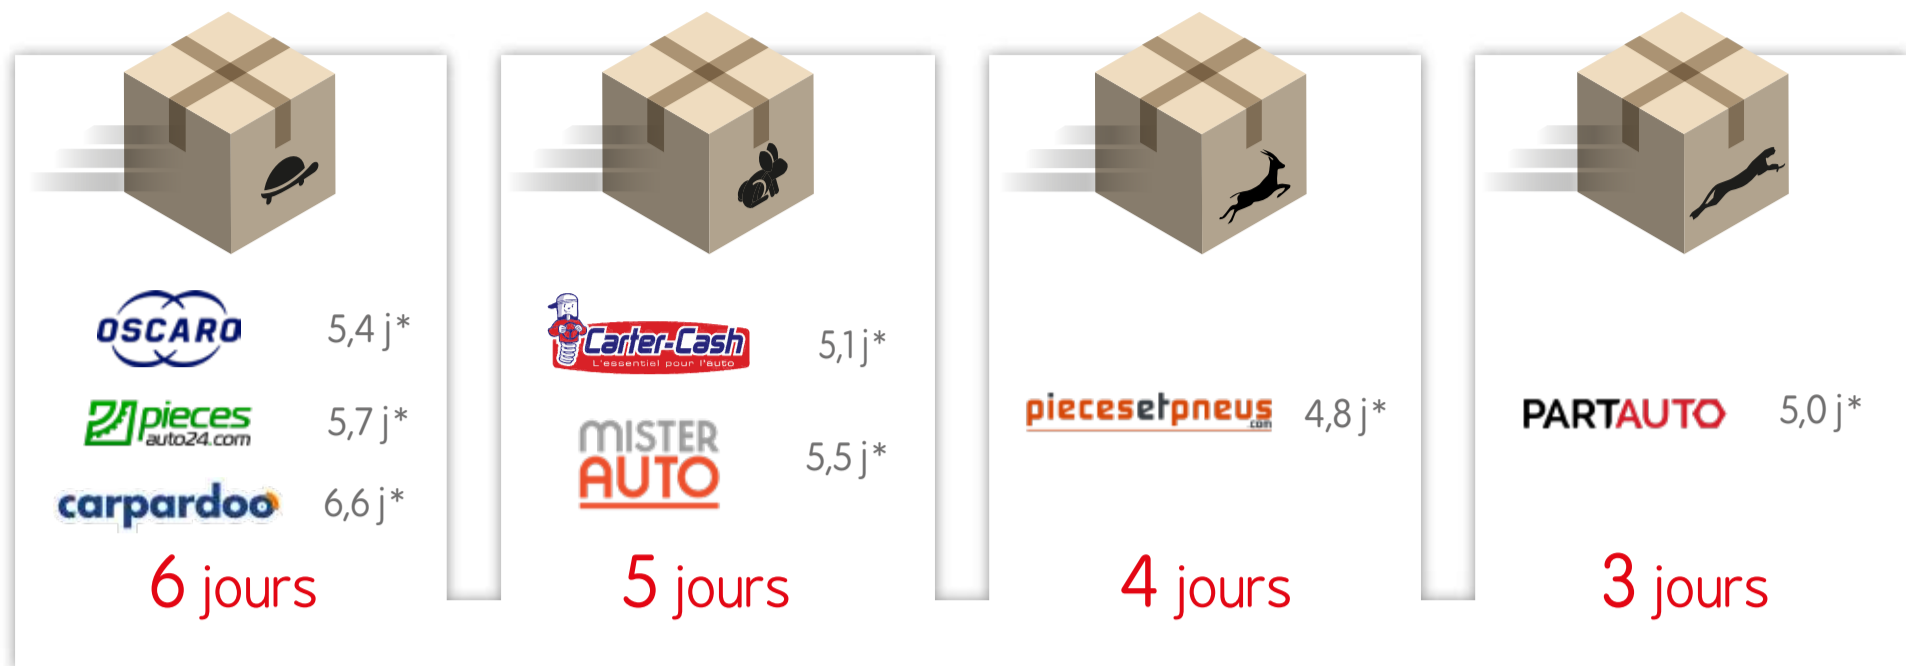 OSCARO 5,4 j*
pieces
auto24.com 5,7 j*
carpardoo 6,6 j*
6 jours
Carter-Cash 5,1 j*
L'essentiel pour l'auto
MISTER
AUTO 5,5 j*
5 jours
piecesetpneus 4,8 j*
.com
4 jours
PARTAUTO 5,0 j*
3 jours